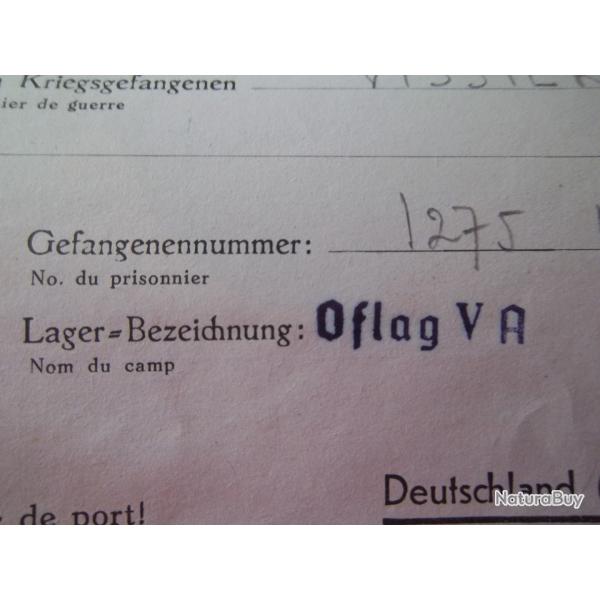 Kriegsgefangenen
ier de guerre
Gefangenennummer: 1275
No. du prisonnier
Lager=Bezeichnung: Oflag V A
Nom du camp
Deutschland
de port!
NaturaBuy